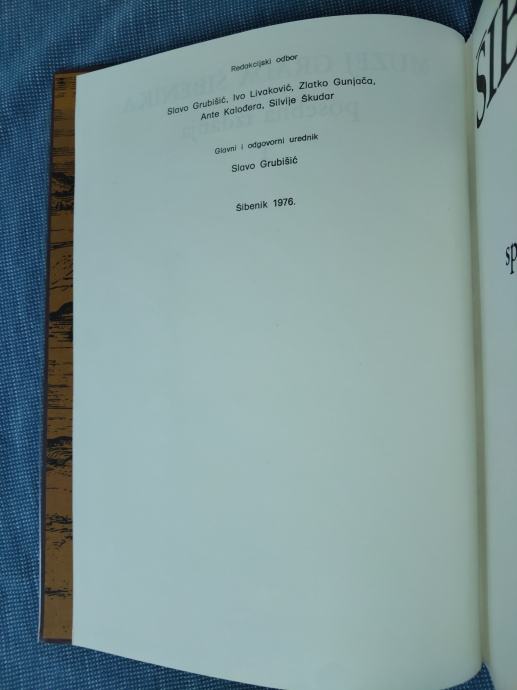 Redakcijski odbor
Slavo Grubišić, Ivo Livaković, Zlatko Gunjača,
Ante Kalođera, Silvije Škudar
Glavni i odgovorni urednik
Slavo Grubišić
Šibenik 1976.